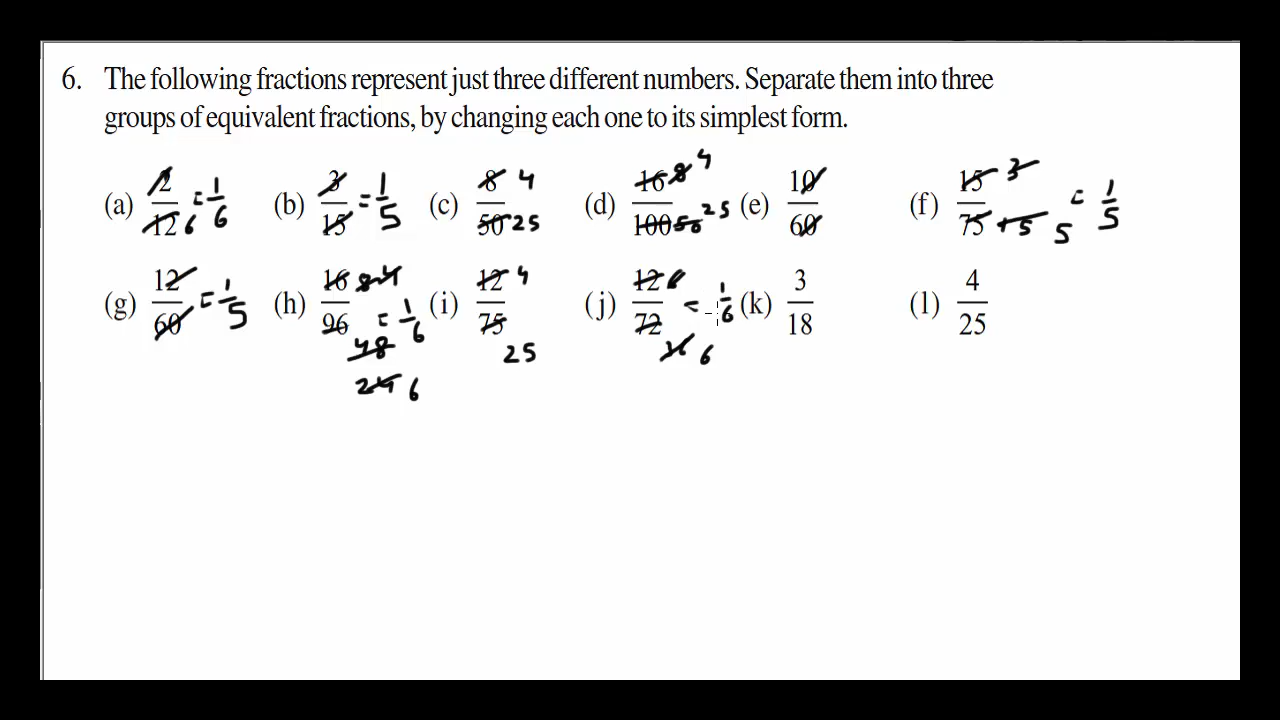 6. The following fractions represent just three different numbers. Separate them into three
groups of equivalent fractions, by changing each one to its simplest form.
(a) 2/12 6 = 1/6 (b) 3/15 = 1/5 (c) 8/50 4 25 (d) 16/100 8 4 50 25 (e) 10/60 (f) 15/75 3 15 5 = 1/5
(g) 12/60 = 1/5 (h) 16/96 8 4 48 24 6 = 1/6 (i) 12/75 4 25 (j) 12/72 6 6 = 1/6 (k) 3/18 (l) 4/25